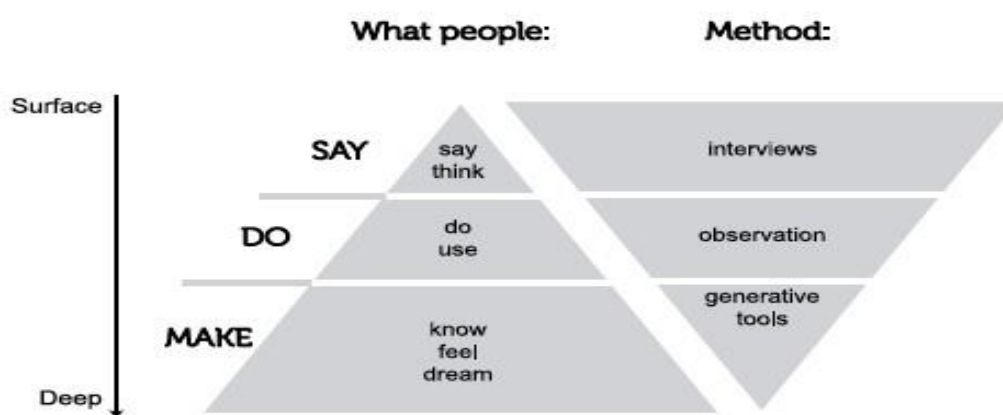 What people:
Method:
Surface
SAY
say
think
interviews
DO
do
use
observation
MAKE
know
feel
dream
generative
tools
Deep